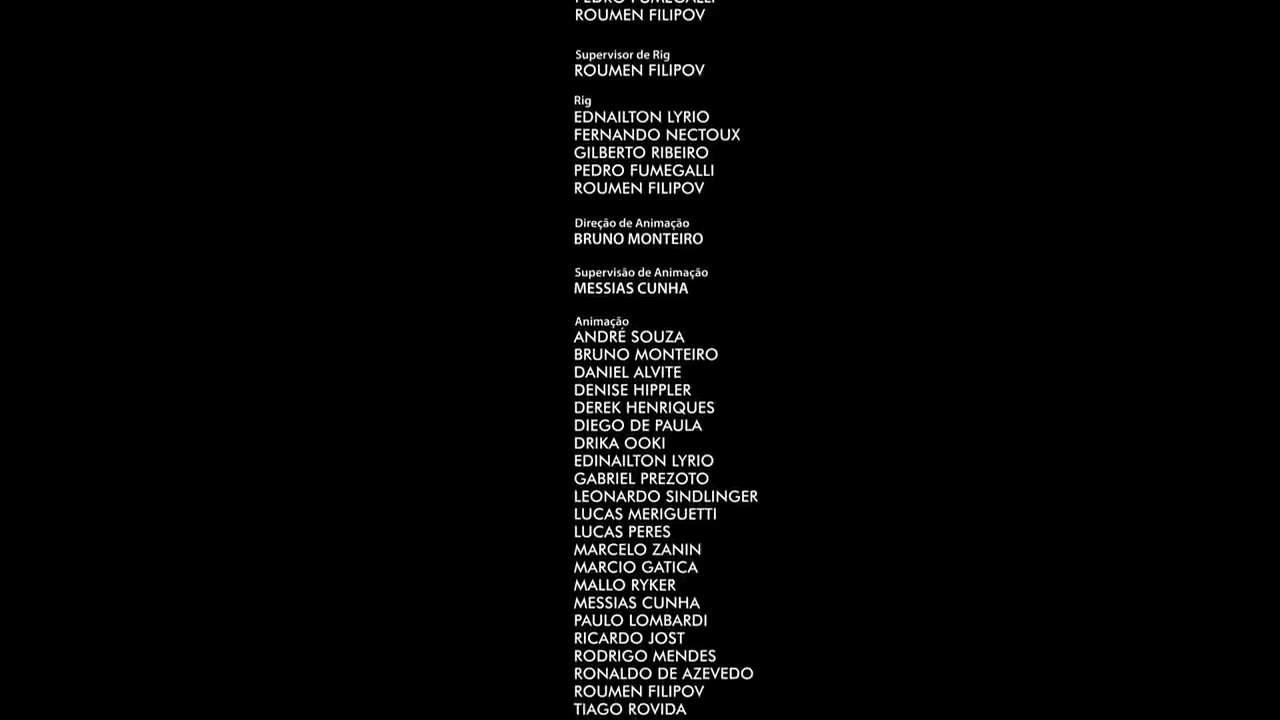 PEDRO FUMEGALLI
ROUMEN FILIPOV
Supervisor de Rig
ROUMEN FILIPOV
Rig
EDNAILTON LYRIO
FERNANDO NECTOUX
GILBERTO RIBEIRO
PEDRO FUMEGALLI
ROUMEN FILIPOV
Direção de Animação
BRUNO MONTEIRO
Supervisão de Animação
MESSIAS CUNHA
Animação
ANDRÉ SOUZA
BRUNO MONTEIRO
DANIEL ALVITE
DENISE HIPPLER
DEREK HENRIQUES
DIEGO DE PAULA
DRIKA OOKI
EDINAILTON LYRIO
GABRIEL PREZOTO
LEONARDO SINDLINGER
LUCAS MERIGUETTI
LUCAS PERES
MARCELO ZANIN
MARCIO GATICA
MALLO RYKER
MESSIAS CUNHA
PAULO LOMBARDI
RICARDO JOST
RODRIGO MENDES
RONALDO DE AZEVEDO
ROUMEN FILIPOV
TIAGO ROVIDA